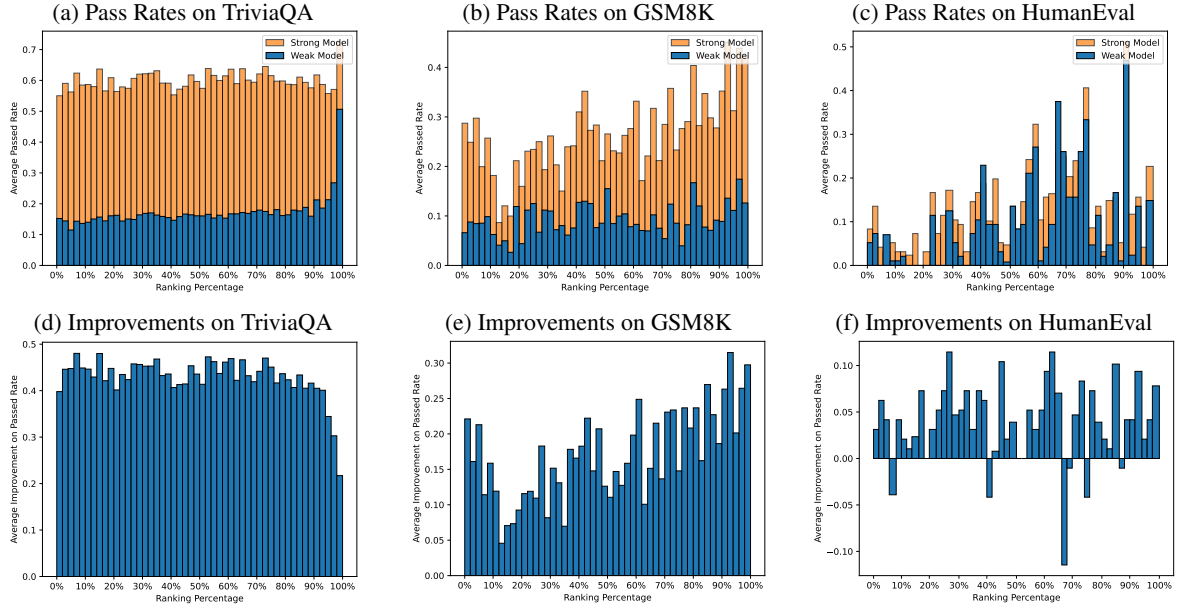 (a) Pass Rates on TriviaQA
Strong Model
Weak Model
Average Passed Rate
0.7
0.6
0.5
0.4
0.3
0.2
0.1
0.0
0% 10% 20% 30% 40% 50% 60% 70% 80% 90% 100%
Ranking Percentage
(b) Pass Rates on GSM8K
Strong Model
Weak Model
Average Passed Rate
0.4
0.3
0.2
0.1
0.0
0% 10% 20% 30% 40% 50% 60% 70% 80% 90% 100%
Ranking Percentage
(c) Pass Rates on HumanEval
Strong Model
Weak Model
Average Passed Rate
0.5
0.4
0.3
0.2
0.1
0.0
0% 10% 20% 30% 40% 50% 60% 70% 80% 90% 100%
Ranking Percentage
(d) Improvements on TriviaQA
Average Improvement on Passed Rate
0.5
0.4
0.3
0.2
0.1
0.0
0% 10% 20% 30% 40% 50% 60% 70% 80% 90% 100%
Ranking Percentage
(e) Improvements on GSM8K
Average Improvement on Passed Rate
0.30
0.25
0.20
0.15
0.10
0.05
0.00
0% 10% 20% 30% 40% 50% 60% 70% 80% 90% 100%
Ranking Percentage
(f) Improvements on HumanEval
Average Improvement on Passed Rate
0.10
0.05
0.00
−0.05
−0.10
0% 10% 20% 30% 40% 50% 60% 70% 80% 90% 100%
Ranking Percentage